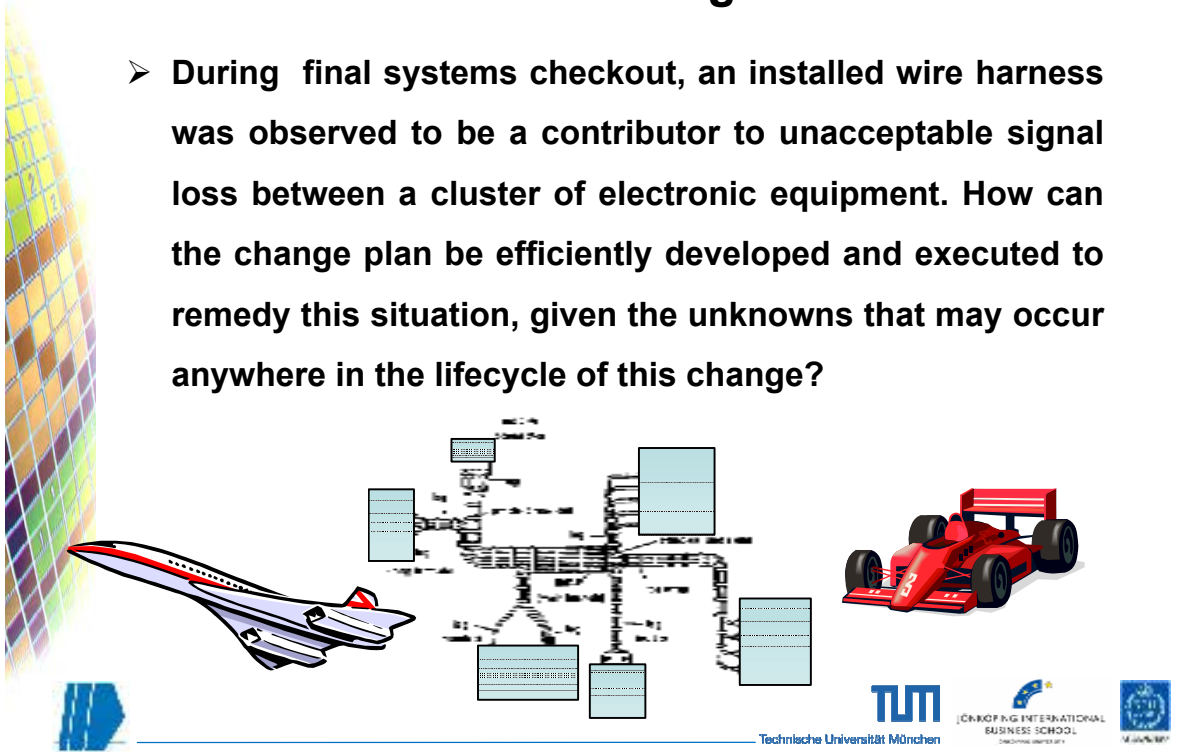 ➢ During final systems checkout, an installed wire harness
was observed to be a contributor to unacceptable signal
loss between a cluster of electronic equipment. How can
the change plan be efficiently developed and executed to
remedy this situation, given the unknowns that may occur
anywhere in the lifecycle of this change?
TUM
Technische Universität München
JÖNKÖPING INTERNATIONAL
BUSINESS SCHOOL